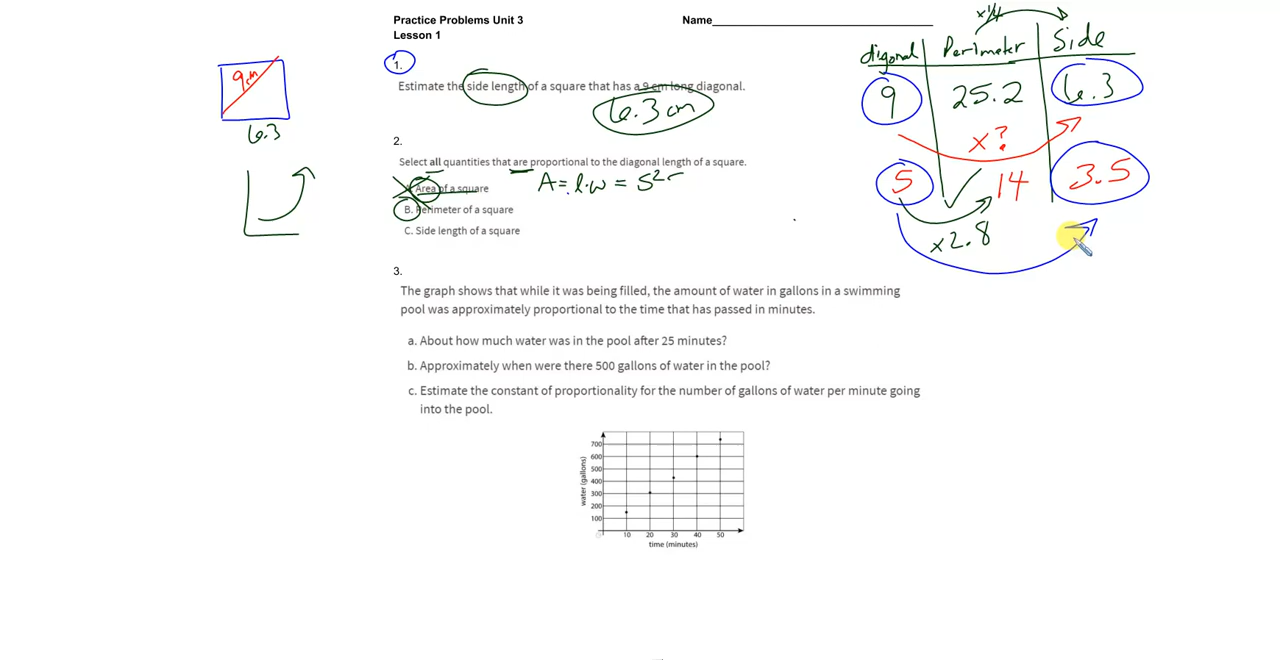 Practice Problems Unit 3
Name
Lesson 1
1.
Estimate the side length of a square that has a 9 cm long diagonal.
9cm
6.3
6.3 cm
2.
Select all quantities that are proportional to the diagonal length of a square.
A. Area of a square
A = l·w = s²
B. Perimeter of a square
C. Side length of a square
x¼
digonal Perimeter Side
9 25.2 6.3
x?
5 14 3.5
x2.8
3.
The graph shows that while it was being filled, the amount of water in gallons in a swimming
pool was approximately proportional to the time that has passed in minutes.
a. About how much water was in the pool after 25 minutes?
b. Approximately when were there 500 gallons of water in the pool?
c. Estimate the constant of proportionality for the number of gallons of water per minute going
into the pool.
water (gallons)
700
600
500
400
300
200
100
10 20 30 40 50
time (minutes)